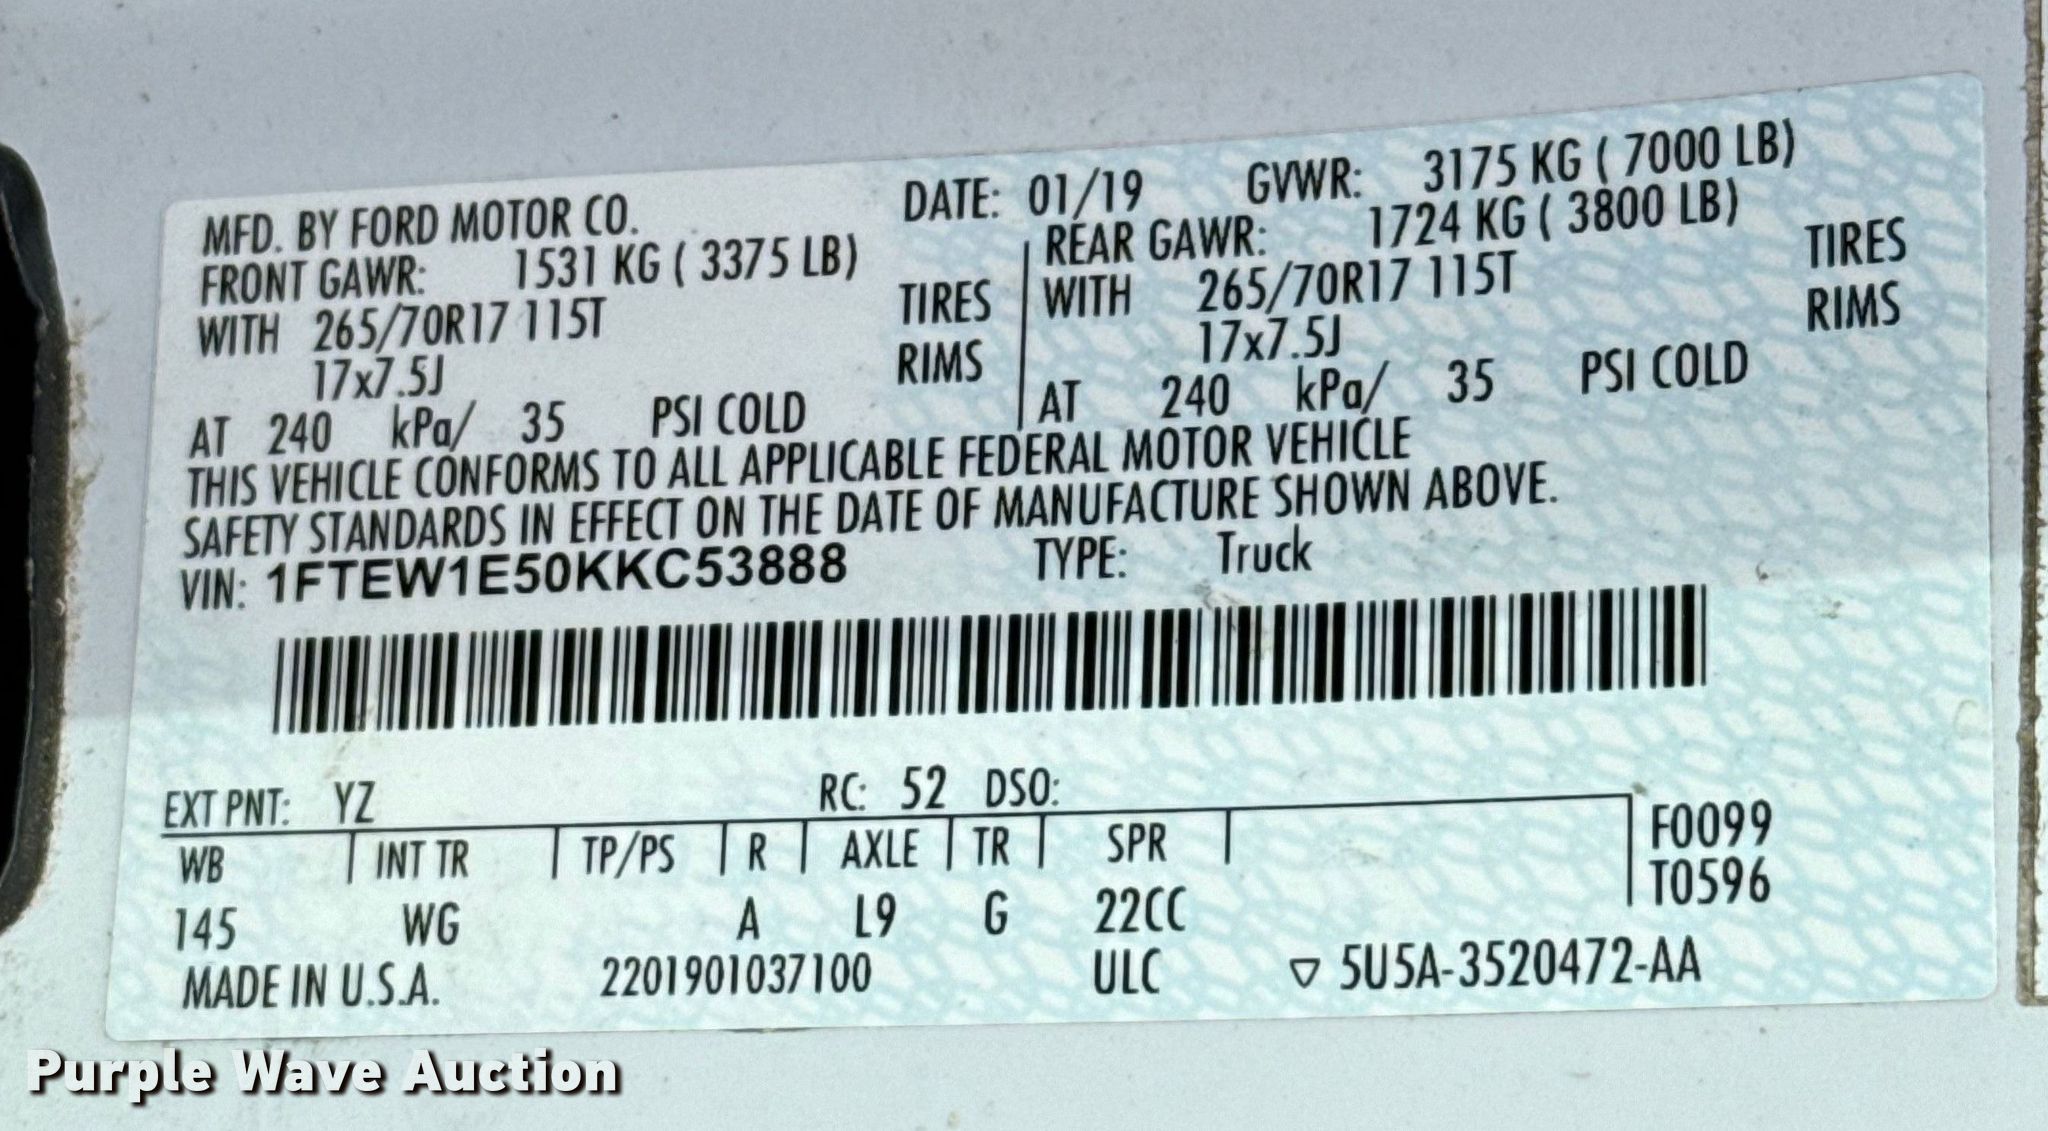 MFD. BY FORD MOTOR CO. DATE: 01/19 GVWR: 3175 KG ( 7000 LB)
FRONT GAWR: 1531 KG ( 3375 LB) REAR GAWR: 1724 KG ( 3800 LB)
WITH 265/70R17 115T TIRES WITH 265/70R17 115T TIRES
17x7.5J RIMS 17x7.5J RIMS
AT 240 kPa/ 35 PSI COLD AT 240 kPa/ 35 PSI COLD
THIS VEHICLE CONFORMS TO ALL APPLICABLE FEDERAL MOTOR VEHICLE
SAFETY STANDARDS IN EFFECT ON THE DATE OF MANUFACTURE SHOWN ABOVE.
VIN: 1FTEW1E50KKC53888 TYPE: Truck
EXT PNT: YZ RC: 52 DSO:
WB INT TR TP/PS R AXLE TR SPR F0099
T0596
145 WG A L9 G 22CC
MADE IN U.S.A. 2201901037100 ULC ▽ 5U5A-3520472-AA
Purple Wave Auction